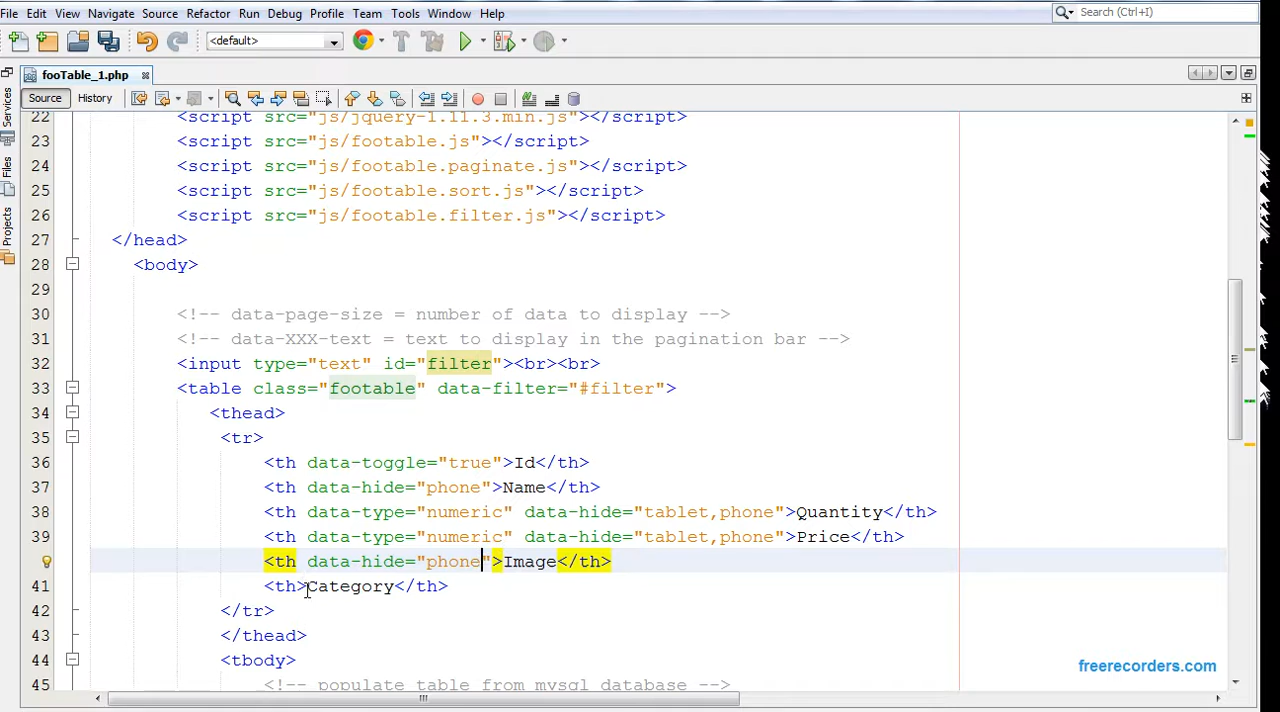 File Edit View Navigate Source Refactor Run Debug Profile Team Tools Window Help
Search (Ctrl+I)
<default>
fooTable_1.php
Source History
Services
Files
Projects
22 <script src="js/jquery-1.11.3.min.js"></script>
23 <script src="js/footable.js"></script>
24 <script src="js/footable.paginate.js"></script>
25 <script src="js/footable.sort.js"></script>
26 <script src="js/footable.filter.js"></script>
27 </head>
28 <body>
29
30 <!-- data-page-size = number of data to display -->
31 <!-- data-XXX-text = text to display in the pagination bar -->
32 <input type="text" id="filter"><br><br>
33 <table class="footable" data-filter="#filter">
34 <thead>
35 <tr>
36 <th data-toggle="true">Id</th>
37 <th data-hide="phone">Name</th>
38 <th data-type="numeric" data-hide="tablet,phone">Quantity</th>
39 <th data-type="numeric" data-hide="tablet,phone">Price</th>
<th data-hide="phone">Image</th>
41 <th>Category</th>
42 </tr>
43 </thead>
44 <tbody>
45 <!-- populate table from mysql database -->
freerecorders.com